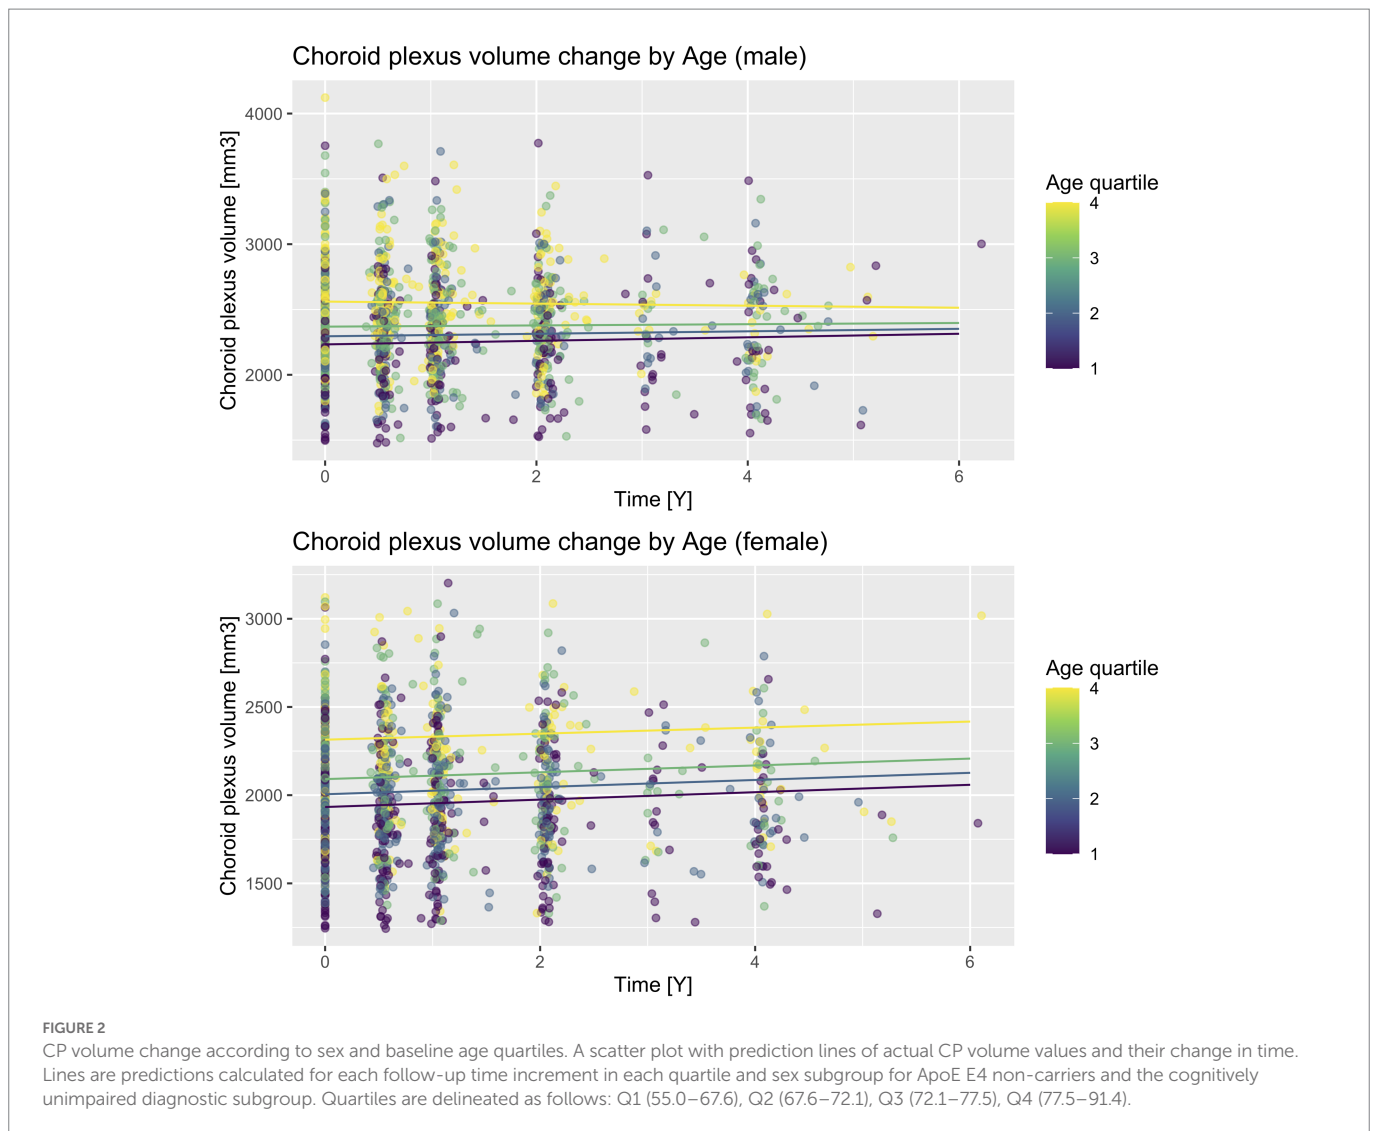 Choroid plexus volume change by Age (male)
Choroid plexus volume [mm3]
4000
3000
2000
0
2
4
6
Time [Y]
Age quartile
4
3
2
1
Choroid plexus volume change by Age (female)
Choroid plexus volume [mm3]
3000
2500
2000
1500
0
2
4
6
Time [Y]
Age quartile
4
3
2
1
FIGURE 2
CP volume change according to sex and baseline age quartiles. A scatter plot with prediction lines of actual CP volume values and their change in time.
Lines are predictions calculated for each follow-up time increment in each quartile and sex subgroup for ApoE E4 non-carriers and the cognitively
unimpaired diagnostic subgroup. Quartiles are delineated as follows: Q1 (55.0–67.6), Q2 (67.6–72.1), Q3 (72.1–77.5), Q4 (77.5–91.4).